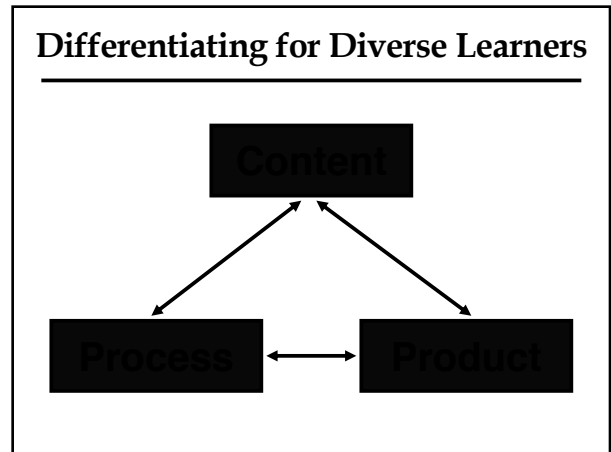 Differentiating for Diverse Learners
Content
Process
Product